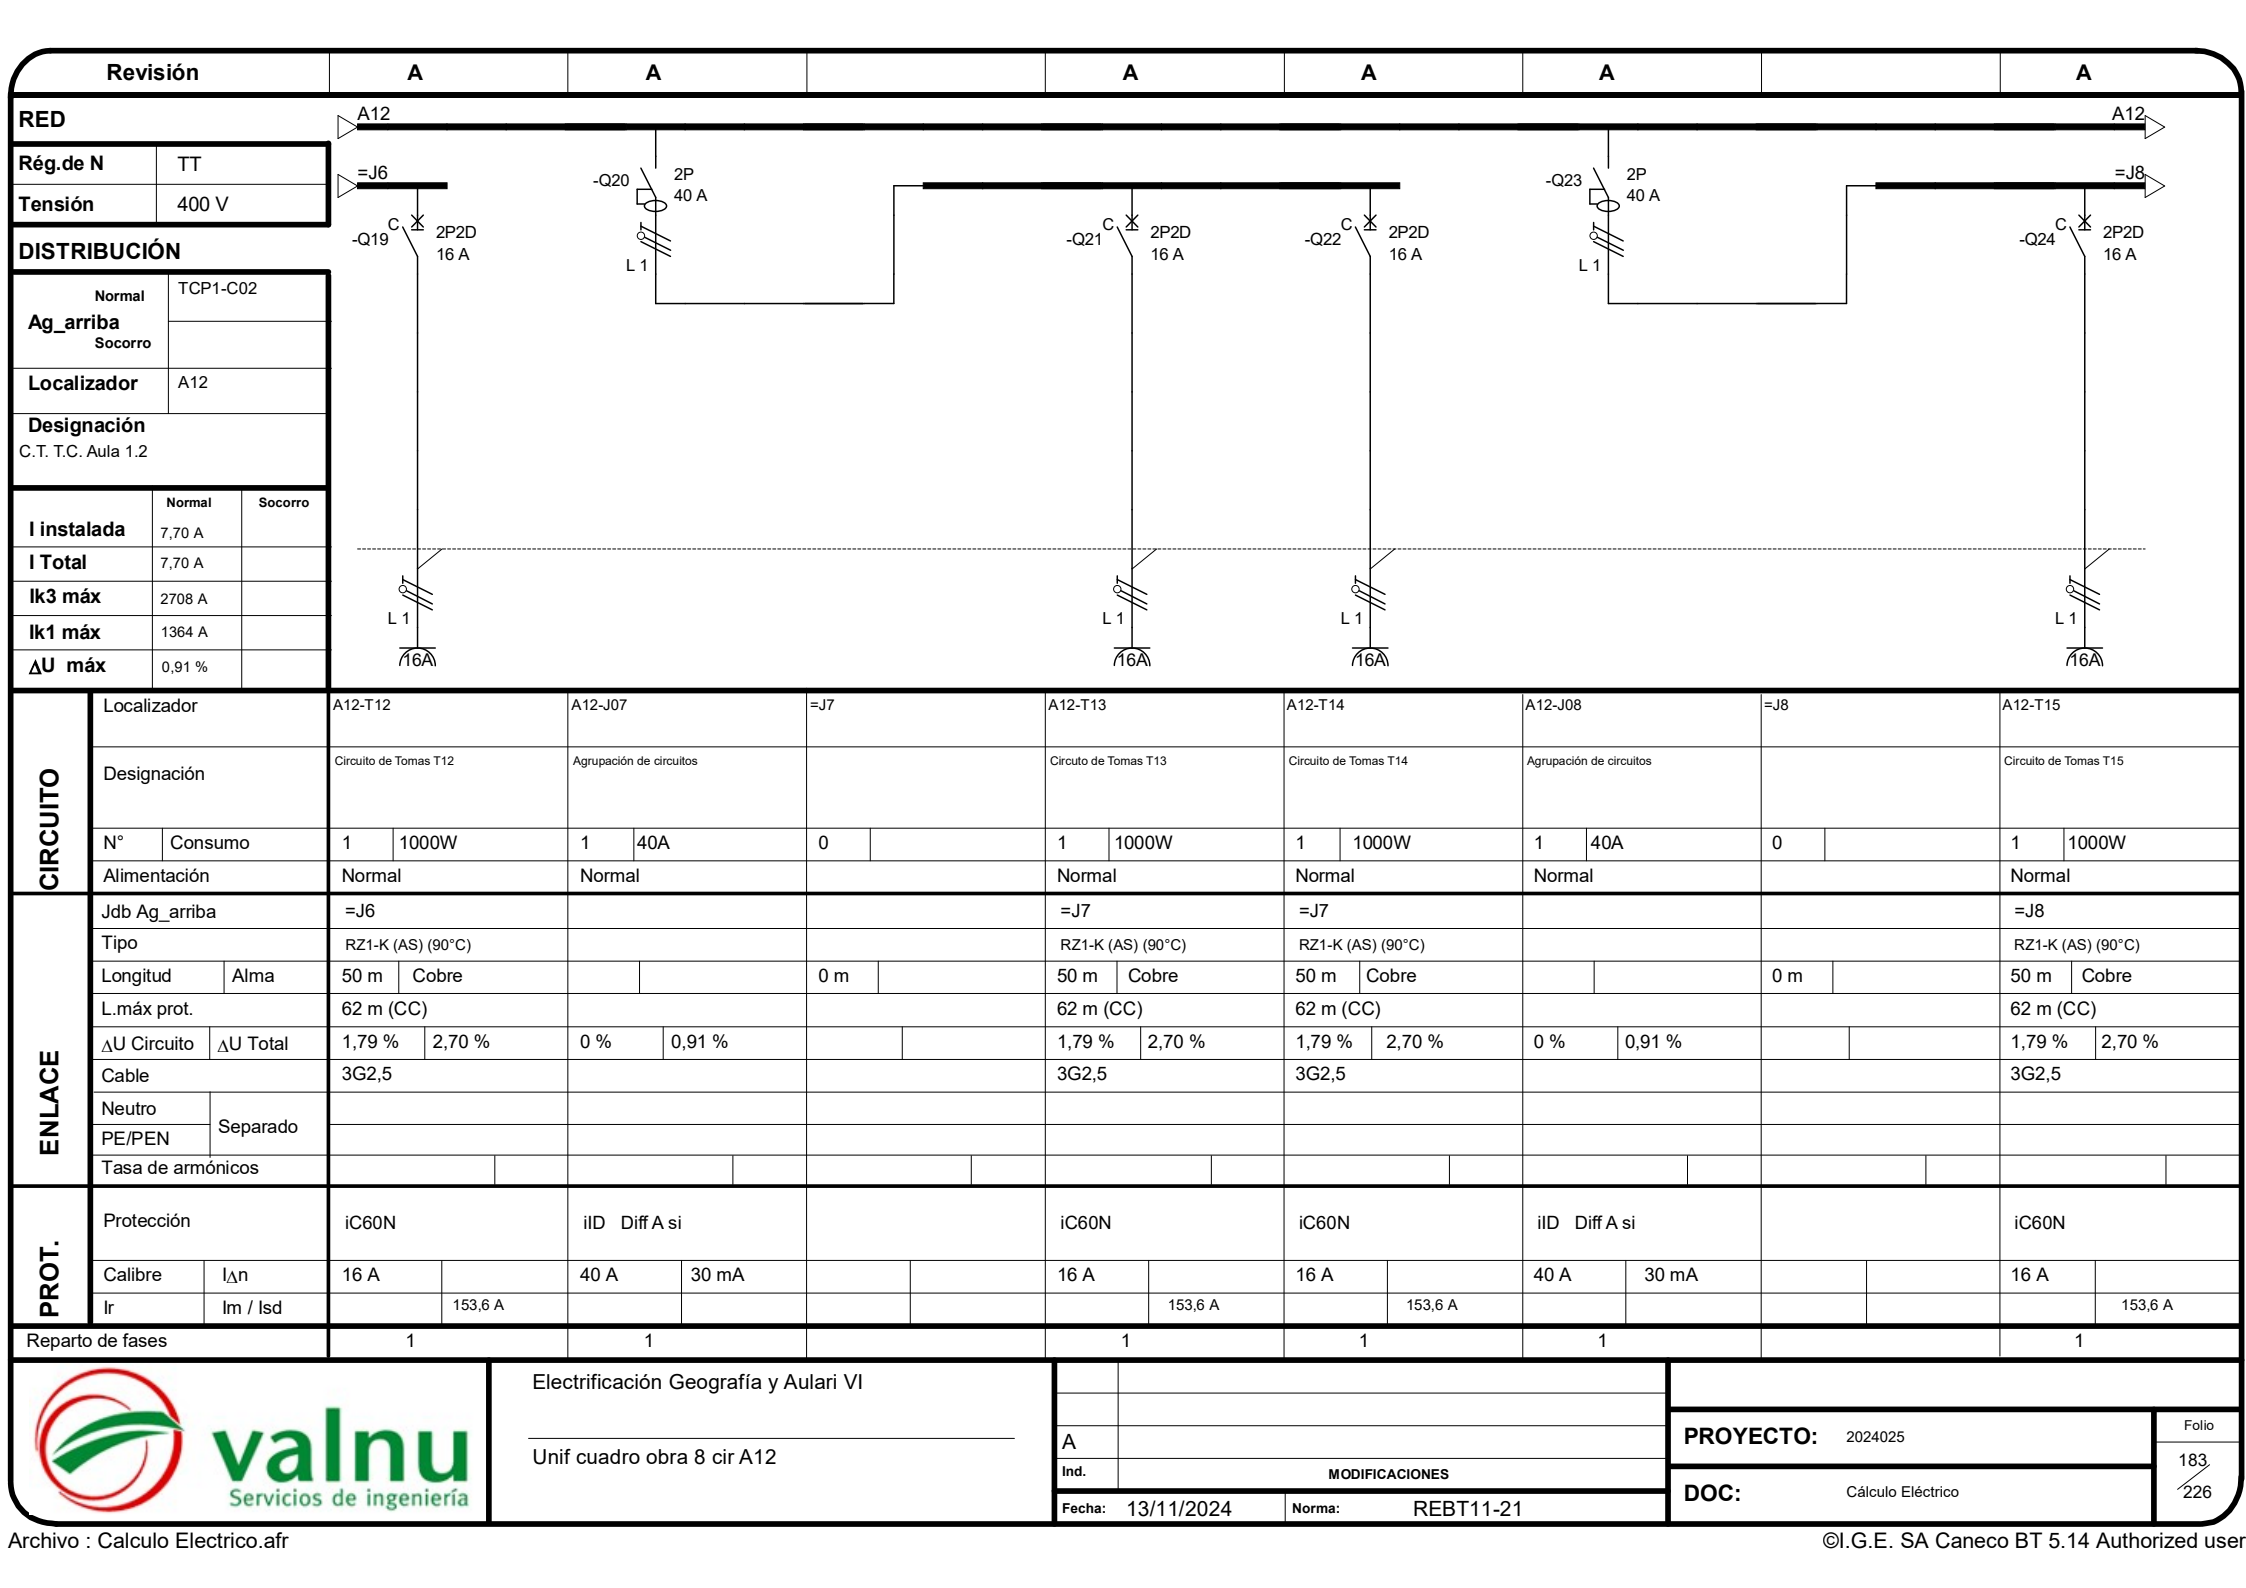 Revisión A A A A A A
RED
Rég.de N TT
Tensión 400 V
DISTRIBUCIÓN
Normal TCP1-C02
Ag_arriba
Socorro
Localizador A12
Designación
C.T. T.C. Aula 1.2
Normal Socorro
I instalada 7,70 A
I Total 7,70 A
Ik3 máx 2708 A
Ik1 máx 1364 A
ΔU máx 0,91 %
A12 A12
=J6 =J8
-Q19 C 2P2D
16 A
L 1
16A
-Q20 2P
40 A
L 1
-Q21 C 2P2D
16 A
L 1
16A
-Q22 C 2P2D
16 A
L 1
16A
-Q23 2P
40 A
L 1
-Q24 C 2P2D
16 A
L 1
16A
CIRCUITO
Localizador A12-T12 A12-J07 =J7 A12-T13 A12-T14 A12-J08 =J8 A12-T15
Designación Circuito de Tomas T12 Agrupación de circuitos Circuto de Tomas T13 Circuito de Tomas T14 Agrupación de circuitos Circuito de Tomas T15
N° Consumo 1 1000W 1 40A 0 1 1000W 1 1000W 1 40A 0 1 1000W
Alimentación Normal Normal Normal Normal Normal Normal
ENLACE
Jdb Ag_arriba =J6 =J7 =J7 =J8
Tipo RZ1-K (AS) (90°C) RZ1-K (AS) (90°C) RZ1-K (AS) (90°C) RZ1-K (AS) (90°C)
Longitud Alma 50 m Cobre 0 m 50 m Cobre 50 m Cobre 0 m 50 m Cobre
L.máx prot. 62 m (CC) 62 m (CC) 62 m (CC) 62 m (CC)
ΔU Circuito ΔU Total 1,79 % 2,70 % 0 % 0,91 % 1,79 % 2,70 % 1,79 % 2,70 % 0 % 0,91 % 1,79 % 2,70 %
Cable 3G2,5 3G2,5 3G2,5 3G2,5
Neutro
Separado
PE/PEN
Tasa de armónicos
PROT.
Protección iC60N iID Diff A si iC60N iC60N iID Diff A si iC60N
Calibre IΔn 16 A 40 A 30 mA 16 A 16 A 40 A 30 mA 16 A
Ir Im / Isd 153,6 A 153,6 A 153,6 A 153,6 A
Reparto de fases 1 1 1 1 1 1
valnu
Servicios de ingeniería
Electrificación Geografía y Aulari VI
Unif cuadro obra 8 cir A12
A
Ind. MODIFICACIONES
Fecha: 13/11/2024 Norma: REBT11-21
PROYECTO: 2024025
DOC: Cálculo Eléctrico
Folio
183
226
Archivo : Calculo Electrico.afr
©I.G.E. SA Caneco BT 5.14 Authorized user